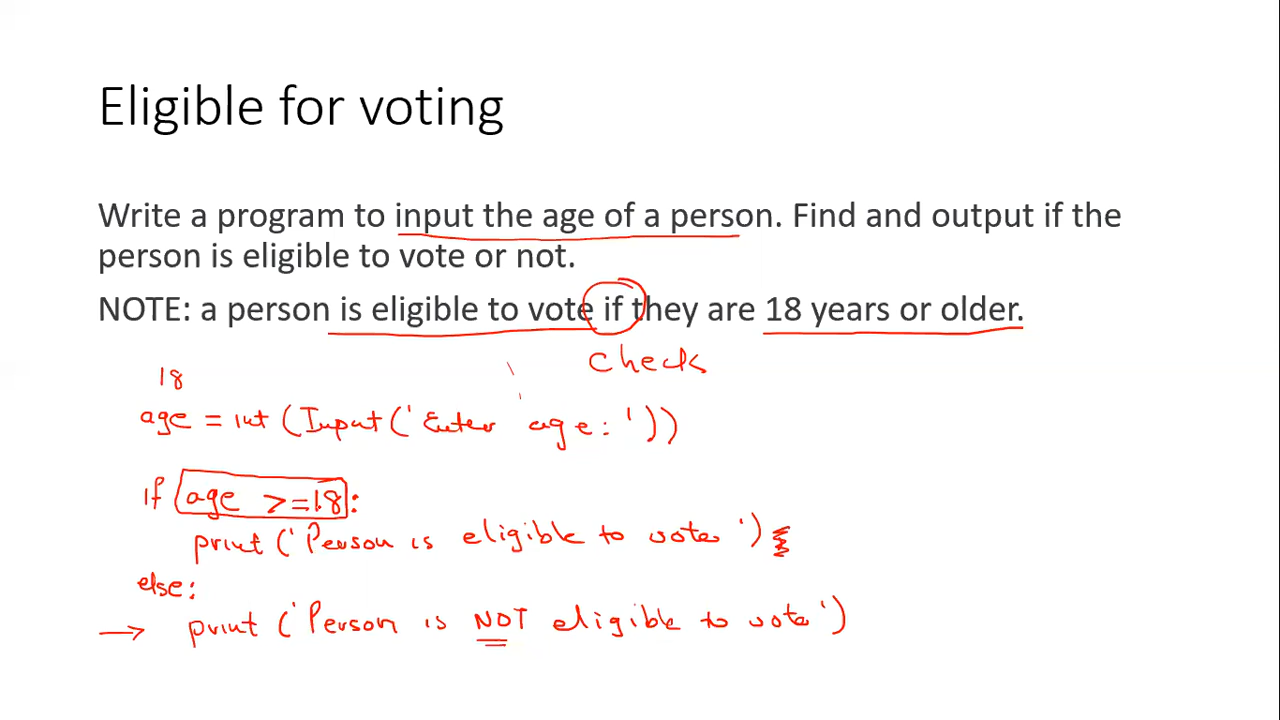 Eligible for voting
Write a program to input the age of a person. Find and output if the
person is eligible to vote or not.
NOTE: a person is eligible to vote if they are 18 years or older.
checks
18
age = int (Input('Enter age: '))
if age >=18:
print ('Person is eligible to vote ')
else:
print ('Person is NOT eligible to vote')